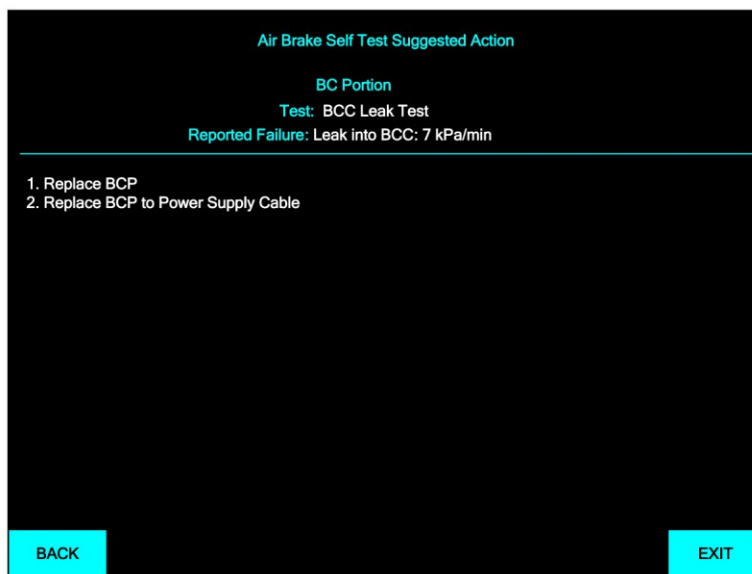 Air Brake Self Test Suggested Action
BC Portion
Test: BCC Leak Test
Reported Failure: Leak into BCC: 7 kPa/min
1. Replace BCP
2. Replace BCP to Power Supply Cable
BACK
EXIT